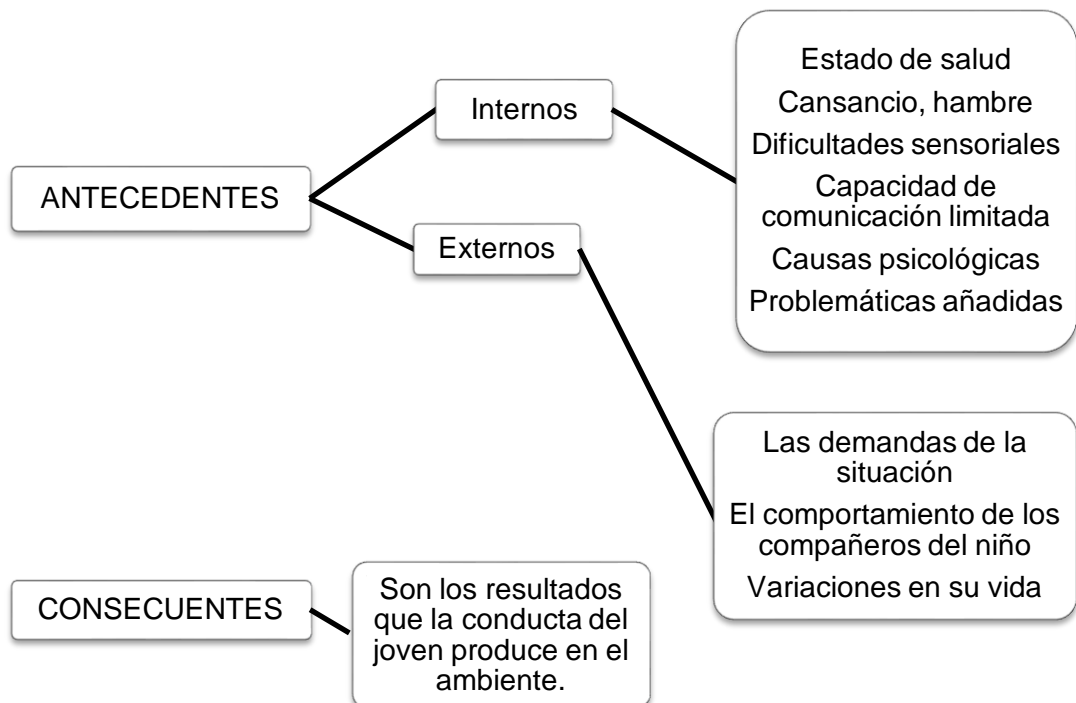 ANTECEDENTES
Internos
Estado de salud
Cansancio, hambre
Dificultades sensoriales
Capacidad de
comunicación limitada
Causas psicológicas
Problemáticas añadidas
Externos
Las demandas de la
situación
El comportamiento de los
compañeros del niño
Variaciones en su vida
CONSECUENTES
Son los resultados
que la conducta del
joven produce en el
ambiente.